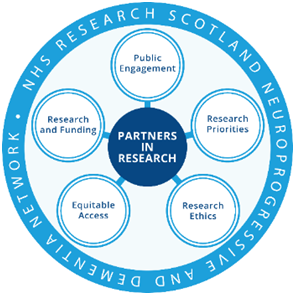 NHS RESEARCH SCOTLAND NEUROPROGRESSIVE AND DEMENTIA NETWORK •
Public
Engagement
Research
and Funding
Research
Priorities
PARTNERS
IN
RESEARCH
Equitable
Access
Research
Ethics